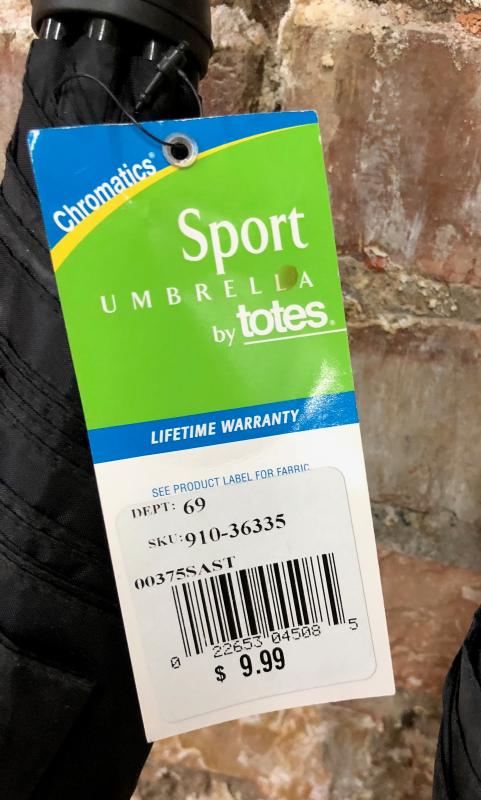 Chromatics®
Sport
UMBRELLA
by totes®
LIFETIME WARRANTY
SEE PRODUCT LABEL FOR FABRIC
DEPT: 69
SKU:910-36335
00375SAST
0 22653 04508 5
$ 9.99